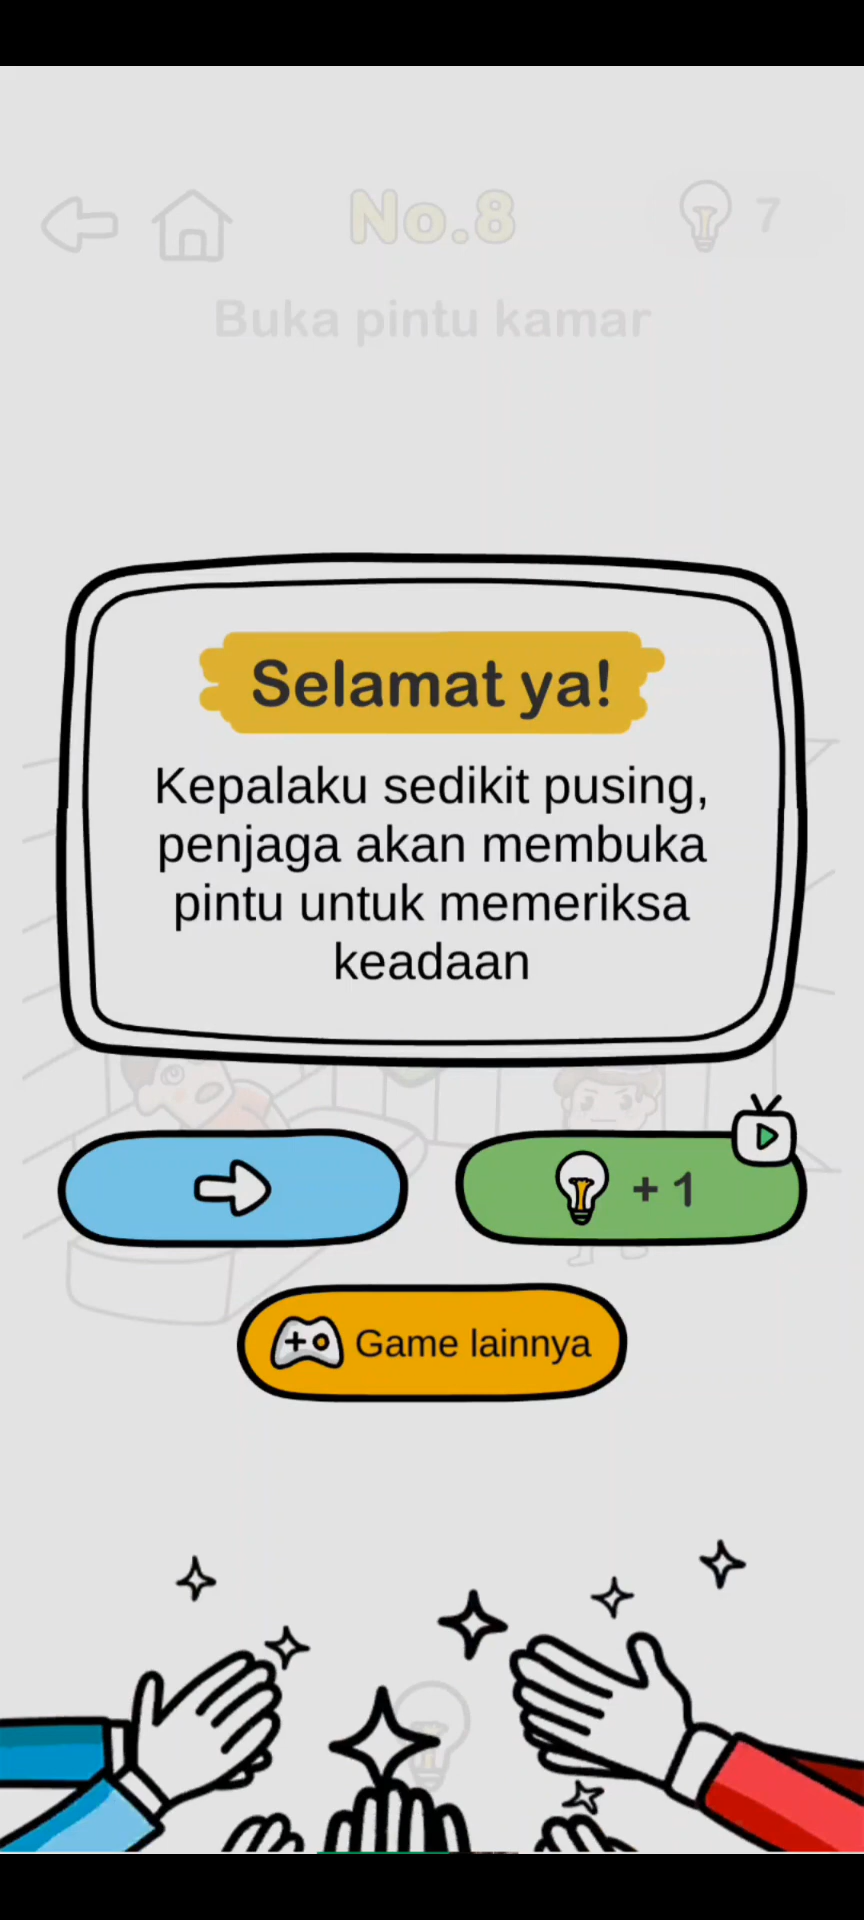 No.8
7
Buka pintu kamar
Selamat ya!
Kepalaku sedikit pusing,
penjaga akan membuka
pintu untuk memeriksa
keadaan
+ 1
Game lainnya